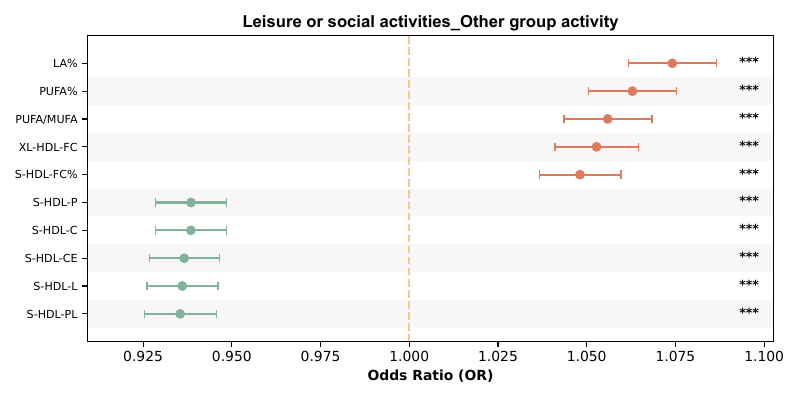 Leisure or social activities_Other group activity
LA% ***
PUFA% ***
PUFA/MUFA ***
XL-HDL-FC ***
S-HDL-FC% ***
S-HDL-P ***
S-HDL-C ***
S-HDL-CE ***
S-HDL-L ***
S-HDL-PL ***
0.925 0.950 0.975 1.000 1.025 1.050 1.075 1.100
Odds Ratio (OR)